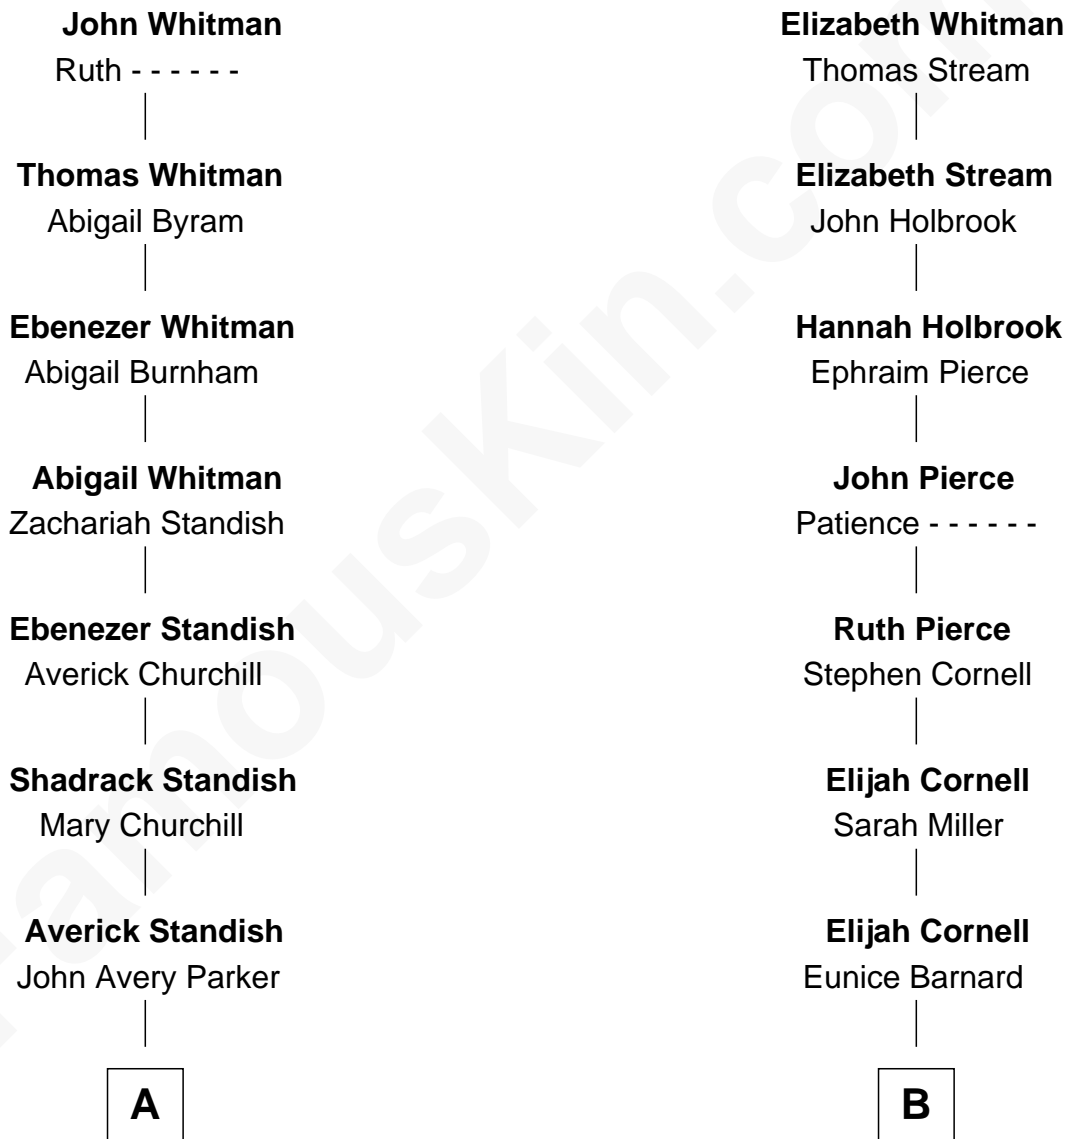 John Whitman
Ruth - - - - - -
Thomas Whitman
Abigail Byram
Ebenezer Whitman
Abigail Burnham
Abigail Whitman
Zachariah Standish
Ebenezer Standish
Averick Churchill
Shadrack Standish
Mary Churchill
Averick Standish
John Avery Parker
A
Elizabeth Whitman
Thomas Stream
Elizabeth Stream
John Holbrook
Hannah Holbrook
Ephraim Pierce
John Pierce
Patience - - - - - -
Ruth Pierce
Stephen Cornell
Elijah Cornell
Sarah Miller
Elijah Cornell
Eunice Barnard
B
FamousKin.com